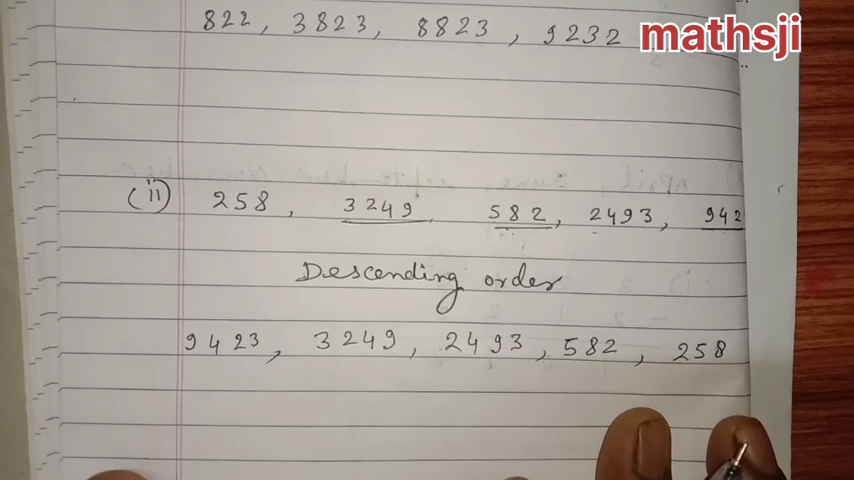 822, 3823, 8823, 9232
mathsji
(ii) 258, 3249 582, 2493, 942
Descending order
9423, 3249, 2493, 582, 258